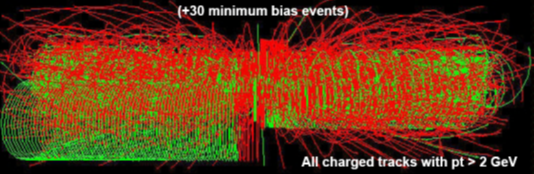 (+30 minimum bias events)
All charged tracks with pt > 2 GeV